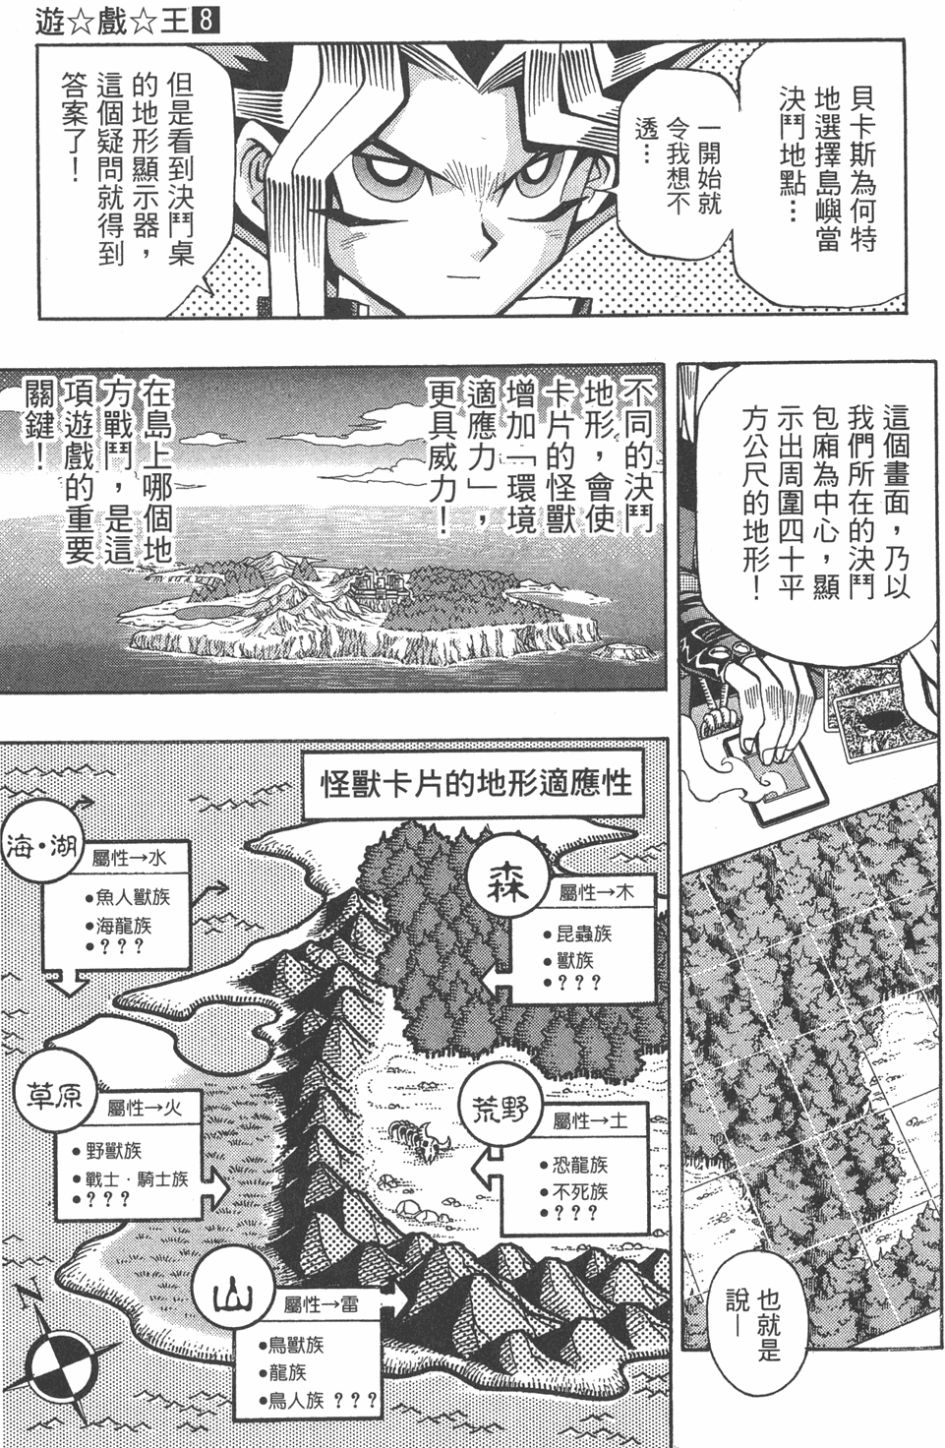 遊☆戲☆王8
貝卡斯為何特
地選擇島嶼當
決鬥地點…
一開始就
令我想不
透…
但是看到決鬥桌
的地形顯示器，
這個疑問就得到
答案了！
這個畫面，乃以
我們所在的決鬥
包廂為中心，顯
示出周圍四十平
方公尺的地形！
不同的決鬥
地形，會使
卡片的怪獸
增加「環境
適應力」，
更具威力！
在島上哪個地
方戰鬥，是這
項遊戲的重要
關鍵！
也就是
說—
怪獸卡片的地形適應性
海・湖
屬性→水
●魚人獸族
●海龍族
●？？？
森
屬性→木
●昆蟲族
●獸族
●？？？
草原
屬性→火
●野獸族
●戰士．騎士族
●？？？
荒野
屬性→土
●恐龍族
●不死族
●？？？
山
屬性→雷
●鳥獸族
●龍族
●鳥人族 ？？？
N